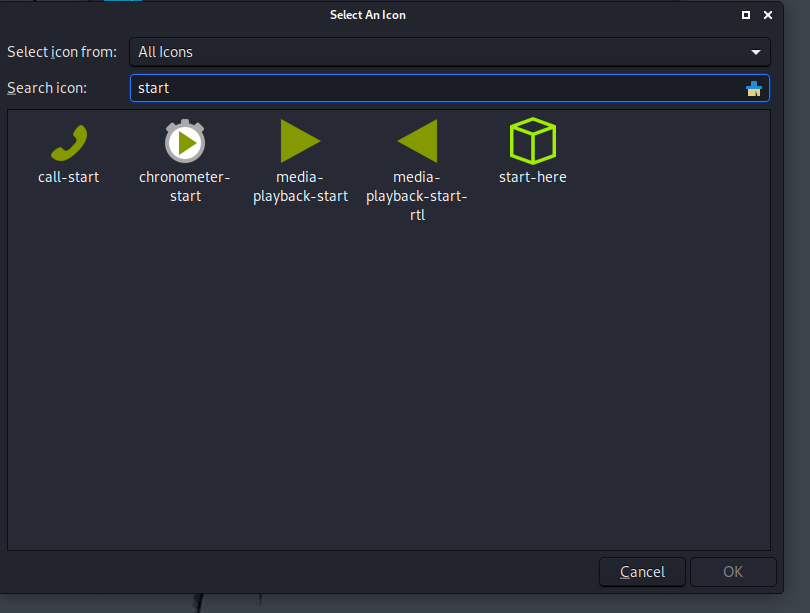 Select An Icon
Select icon from:
All Icons
Search icon:
start
call-start
chronometer-
start
media-
playback-start
media-
playback-start-
rtl
start-here
Cancel
OK